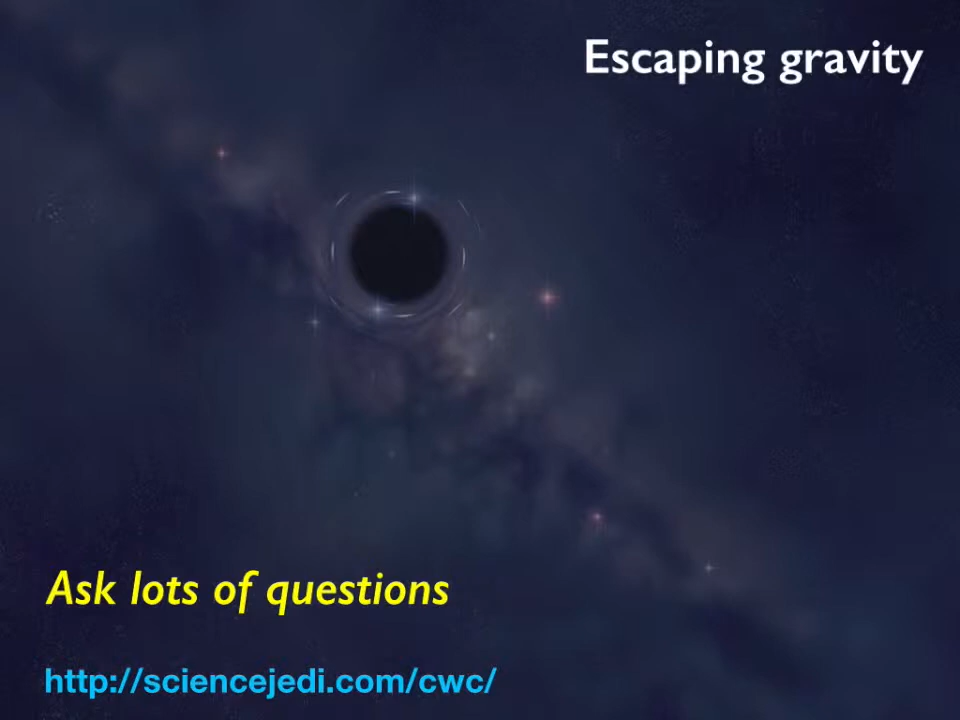 Escaping gravity
Ask lots of questions
http://sciencejedi.com/cwc/